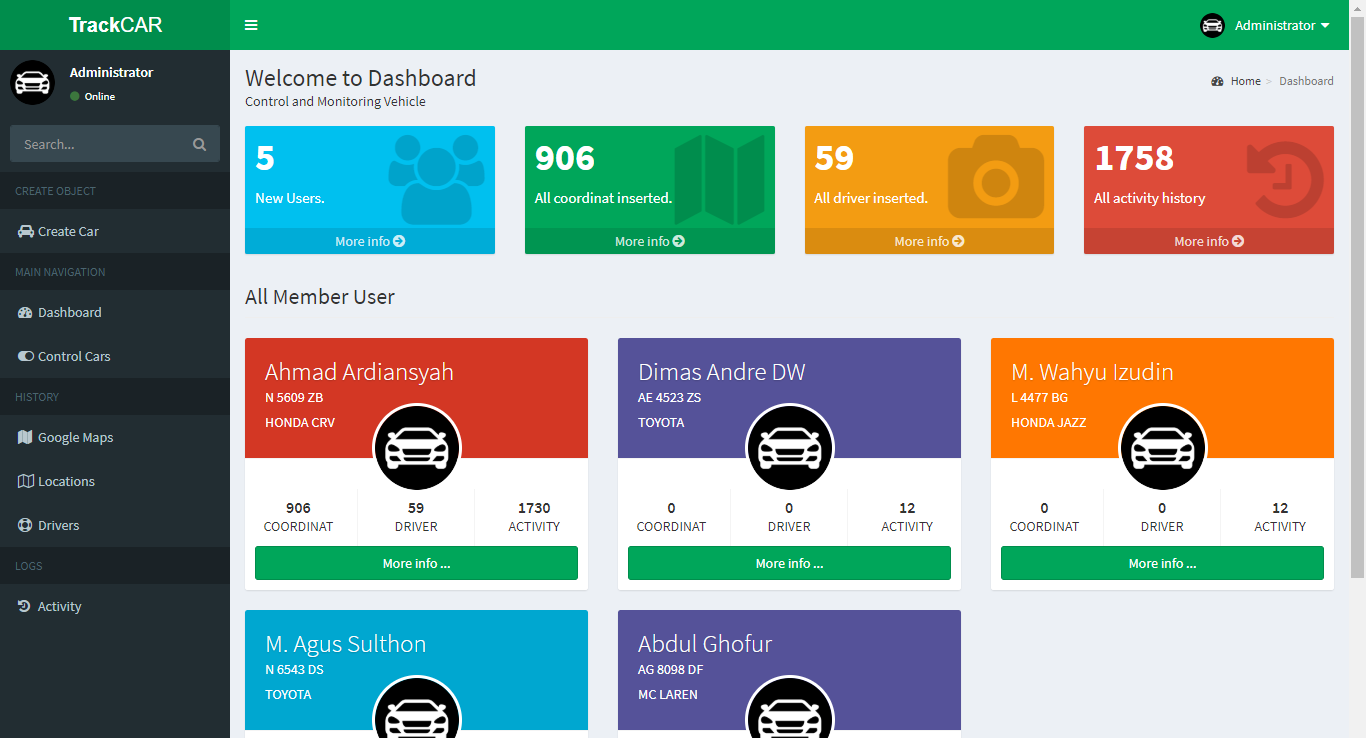 TrackCAR
Administrator
Administrator
Online
Search...
CREATE OBJECT
Create Car
MAIN NAVIGATION
Dashboard
Control Cars
HISTORY
Google Maps
Locations
Drivers
LOGS
Activity
Welcome to Dashboard
Control and Monitoring Vehicle
Home > Dashboard
5
New Users.
More info
906
All coordinat inserted.
More info
59
All driver inserted.
More info
1758
All activity history
More info
All Member User
Ahmad Ardiansyah
N 5609 ZB
HONDA CRV
906
COORDINAT
59
DRIVER
1730
ACTIVITY
More info ...
Dimas Andre DW
AE 4523 ZS
TOYOTA
0
COORDINAT
0
DRIVER
12
ACTIVITY
More info ...
M. Wahyu Izudin
L 4477 BG
HONDA JAZZ
0
COORDINAT
0
DRIVER
12
ACTIVITY
More info ...
M. Agus Sulthon
N 6543 DS
TOYOTA
Abdul Ghofur
AG 8098 DF
MC LAREN